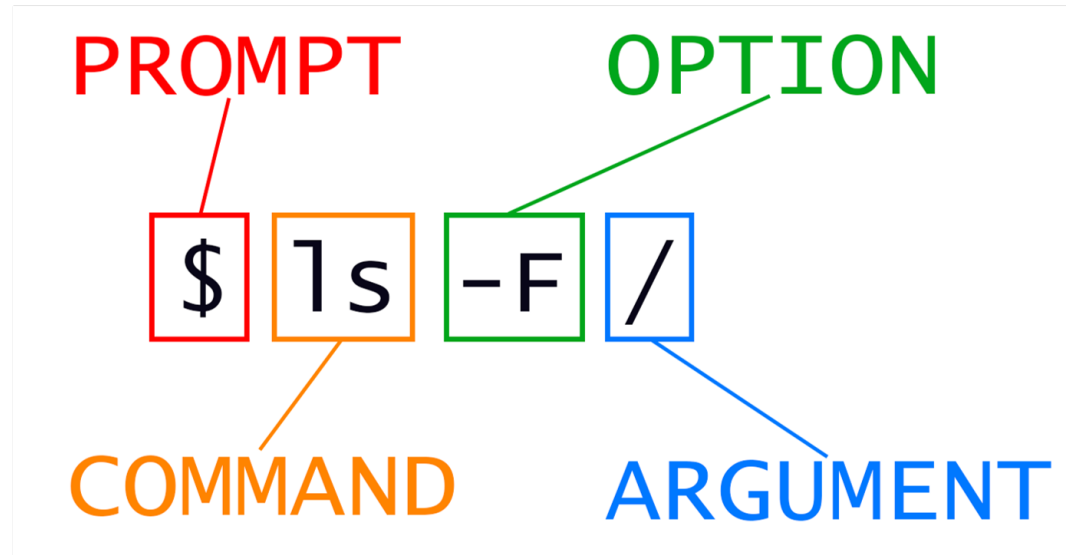 PROMPT OPTION
$ ls -F /
COMMAND ARGUMENT